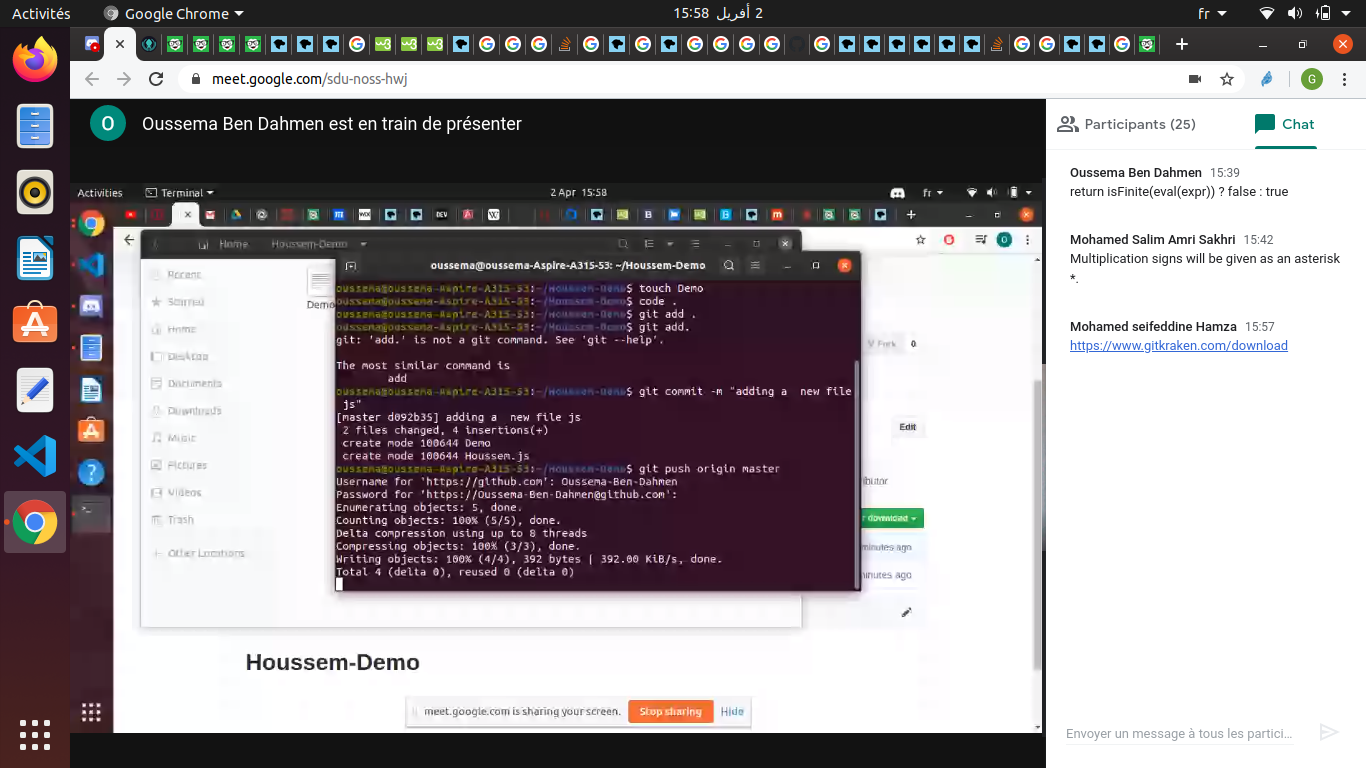 Activités
Google Chrome
2 أفريل 15:58
fr
meet.google.com/sdu-noss-hwj
G
O
Oussema Ben Dahmen est en train de présenter
Participants (25)
Chat
Oussema Ben Dahmen 15:39
return isFinite(eval(expr)) ? false : true
Mohamed Salim Amri Sakhri 15:42
Multiplication signs will be given as an asterisk
*.
Mohamed seifeddine Hamza 15:57
https://www.gitkraken.com/download
Envoyer un message à tous les partici...
Activities
Terminal
2 Apr 15:58
fr
Home
Houssem-Demo
Recent
Starred
Home
Desktop
Documents
Downloads
Music
Pictures
Videos
Trash
Other Locations
Demo
oussema@oussema-Aspire-A315-53: ~/Houssem-Demo
oussema@oussema-Aspire-A315-53:~/Houssem-Demo$ touch Demo
oussema@oussema-Aspire-A315-53:~/Houssem-Demo$ code .
oussema@oussema-Aspire-A315-53:~/Houssem-Demo$ git add .
oussema@oussema-Aspire-A315-53:~/Houssem-Demo$ git add.
git: 'add.' is not a git command. See 'git --help'.
The most similar command is
add
oussema@oussema-Aspire-A315-53:~/Houssem-Demo$ git commit -m "adding a  new file
js"
[master d092b35] adding a  new file js
2 files changed, 4 insertions(+)
create mode 100644 Demo
create mode 100644 Houssem.js
oussema@oussema-Aspire-A315-53:~/Houssem-Demo$ git push origin master
Username for 'https://github.com': Oussema-Ben-Dahmen
Password for 'https://Oussema-Ben-Dahmen@github.com':
Enumerating objects: 5, done.
Counting objects: 100% (5/5), done.
Delta compression using up to 8 threads
Compressing objects: 100% (3/3), done.
Writing objects: 100% (4/4), 392 bytes | 392.00 KiB/s, done.
Total 4 (delta 0), reused 0 (delta 0)
Fork 0
Edit
download
minutes ago
Houssem-Demo
meet.google.com is sharing your screen.
Stop sharing
Hide